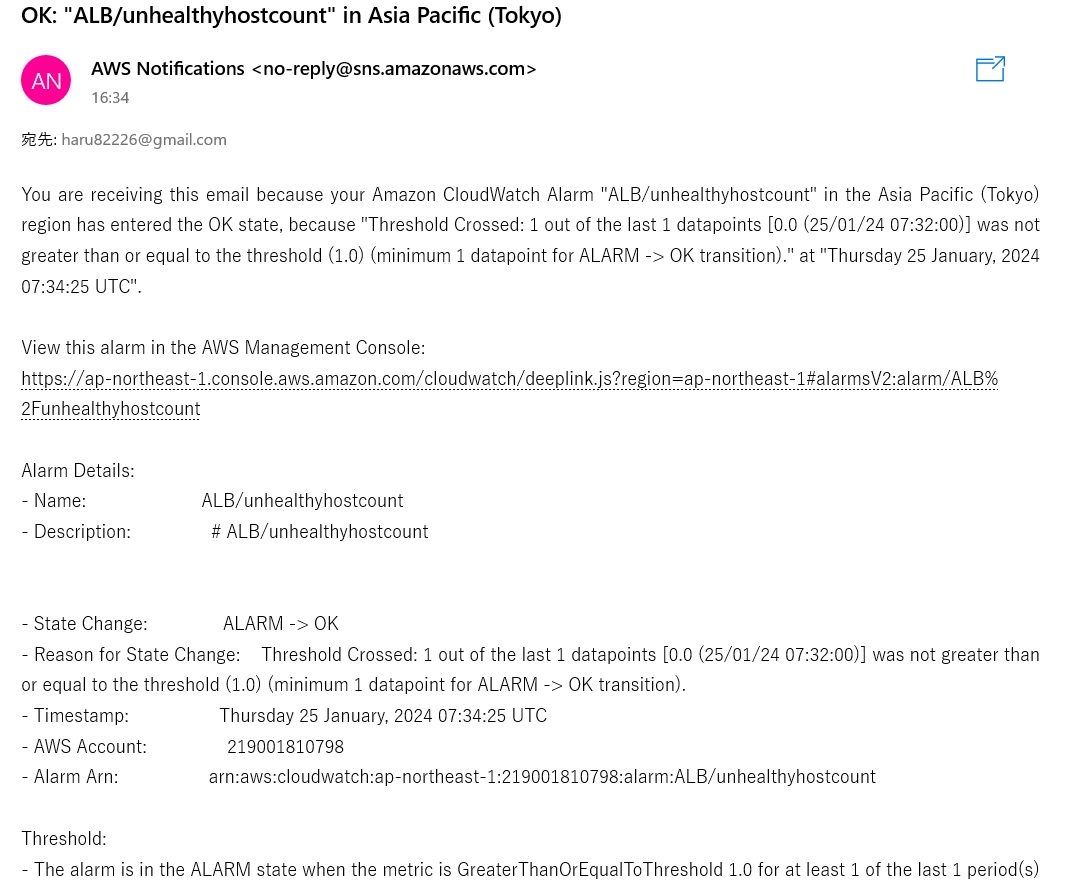 OK: "ALB/unhealthyhostcount" in Asia Pacific (Tokyo)
AN
AWS Notifications <no-reply@sns.amazonaws.com>
16:34
宛先: haru82226@gmail.com
You are receiving this email because your Amazon CloudWatch Alarm "ALB/unhealthyhostcount" in the Asia Pacific (Tokyo)
region has entered the OK state, because "Threshold Crossed: 1 out of the last 1 datapoints [0.0 (25/01/24 07:32:00)] was not
greater than or equal to the threshold (1.0) (minimum 1 datapoint for ALARM -> OK transition)." at "Thursday 25 January, 2024
07:34:25 UTC".
View this alarm in the AWS Management Console:
https://ap-northeast-1.console.aws.amazon.com/cloudwatch/deeplink.js?region=ap-northeast-1#alarmsV2:alarm/ALB%
2Funhealthyhostcount
Alarm Details:
- Name: ALB/unhealthyhostcount
- Description: # ALB/unhealthyhostcount
- State Change: ALARM -> OK
- Reason for State Change: Threshold Crossed: 1 out of the last 1 datapoints [0.0 (25/01/24 07:32:00)] was not greater than
or equal to the threshold (1.0) (minimum 1 datapoint for ALARM -> OK transition).
- Timestamp: Thursday 25 January, 2024 07:34:25 UTC
- AWS Account: 219001810798
- Alarm Arn: arn:aws:cloudwatch:ap-northeast-1:219001810798:alarm:ALB/unhealthyhostcount
Threshold:
- The alarm is in the ALARM state when the metric is GreaterThanOrEqualToThreshold 1.0 for at least 1 of the last 1 period(s)